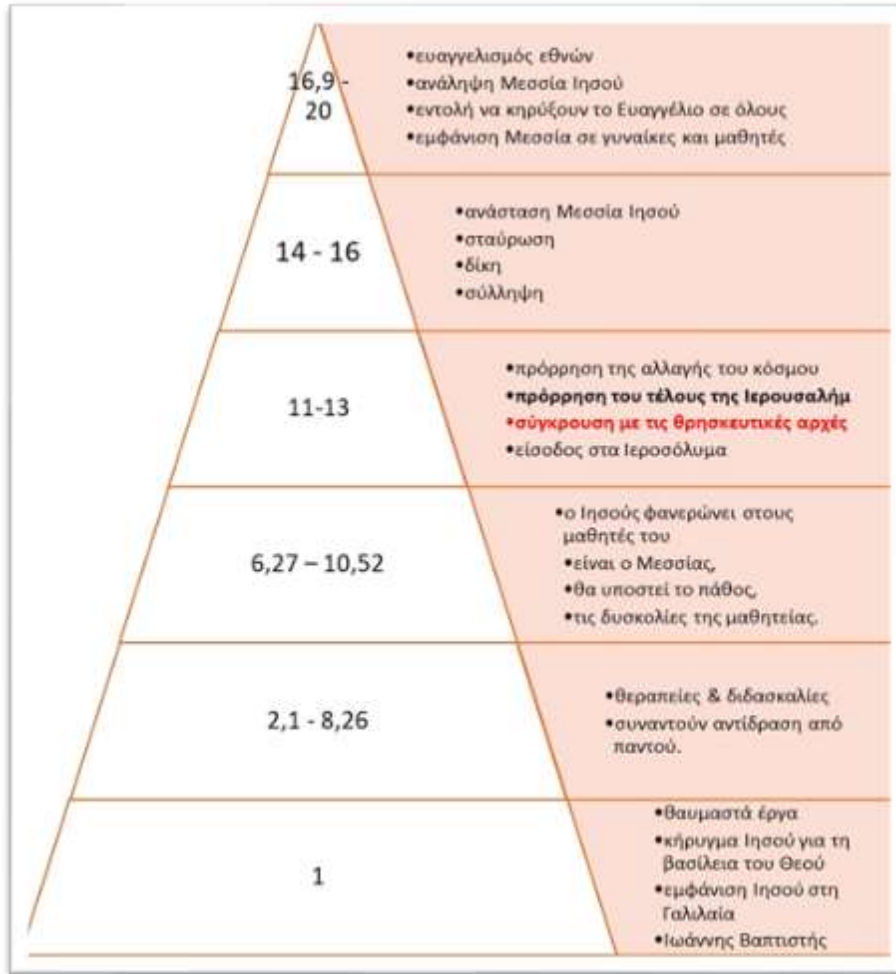 16,9 -
20
•ευαγγελισμός εθνών
•ανάληψη Μεσσία Ιησού
•εντολή να κηρύξουν το Ευαγγέλιο σε όλους
•εμφάνιση Μεσσία σε γυναίκες και μαθητές
14 - 16
•ανάσταση Μεσσία Ιησού
•σταύρωση
•δίκη
•σύλληψη
11-13
•πρόρρηση της αλλαγής του κόσμου
•πρόρρηση του τέλους της Ιερουσαλήμ
•σύγκρουση με τις θρησκευτικές αρχές
•είσοδος στα Ιεροσόλυμα
6,27 – 10,52
•ο Ιησούς φανερώνει στους
μαθητές του
•είναι ο Μεσσίας,
•θα υποστεί το πάθος,
•τις δυσκολίες της μαθητείας.
2,1 - 8,26
•θεραπείες & διδασκαλίες
•συναντούν αντίδραση από
παντού.
1
•θαυμαστά έργα
•κήρυγμα Ιησού για τη
βασίλεια του Θεού
•εμφάνιση Ιησού στη
Γαλιλαία
•Ιωάννης Βαπτιστής